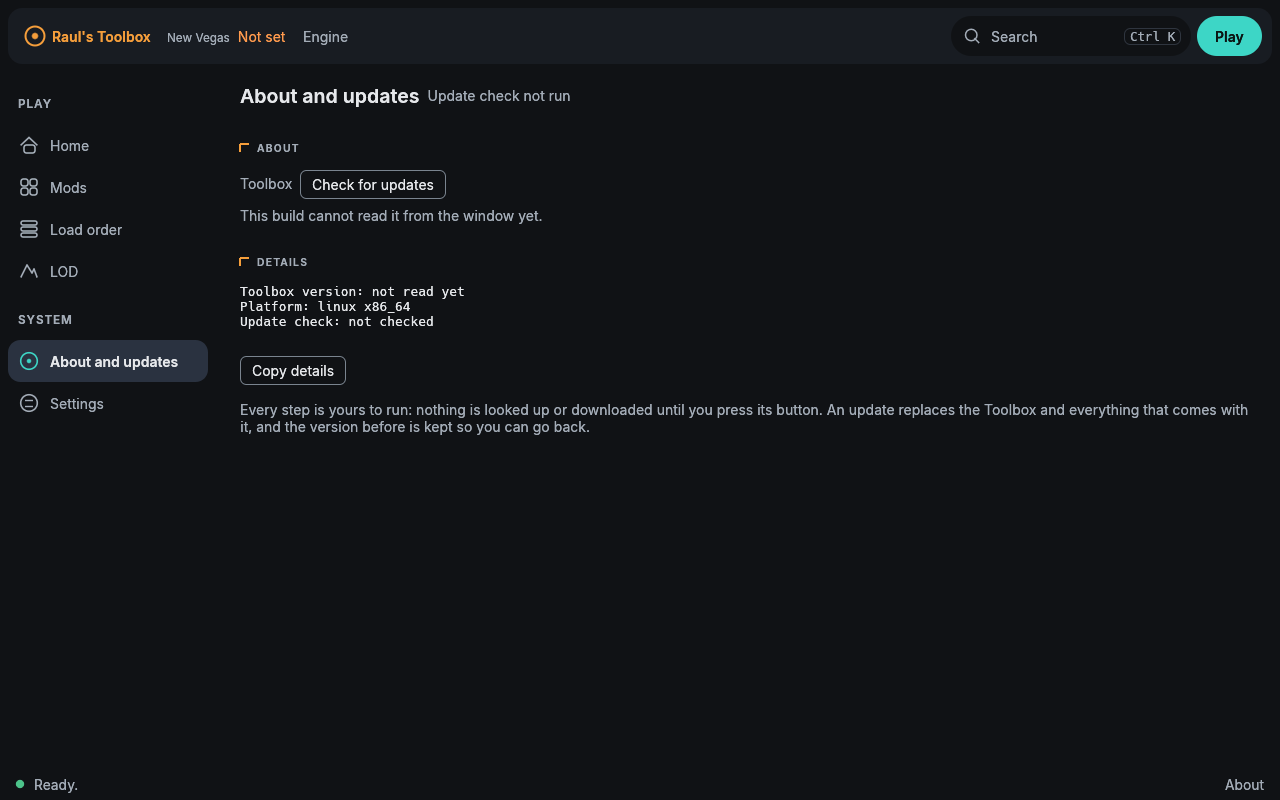 Raul's Toolbox New Vegas Not set Engine Search Ctrl K Play
PLAY
Home
Mods
Load order
LOD
SYSTEM
About and updates
Settings
About and updates Update check not run
ABOUT
Toolbox Check for updates
This build cannot read it from the window yet.
DETAILS
Toolbox version: not read yet
Platform: linux x86_64
Update check: not checked
Copy details
Every step is yours to run: nothing is looked up or downloaded until you press its button. An update replaces the Toolbox and everything that comes with
it, and the version before is kept so you can go back.
Ready. About